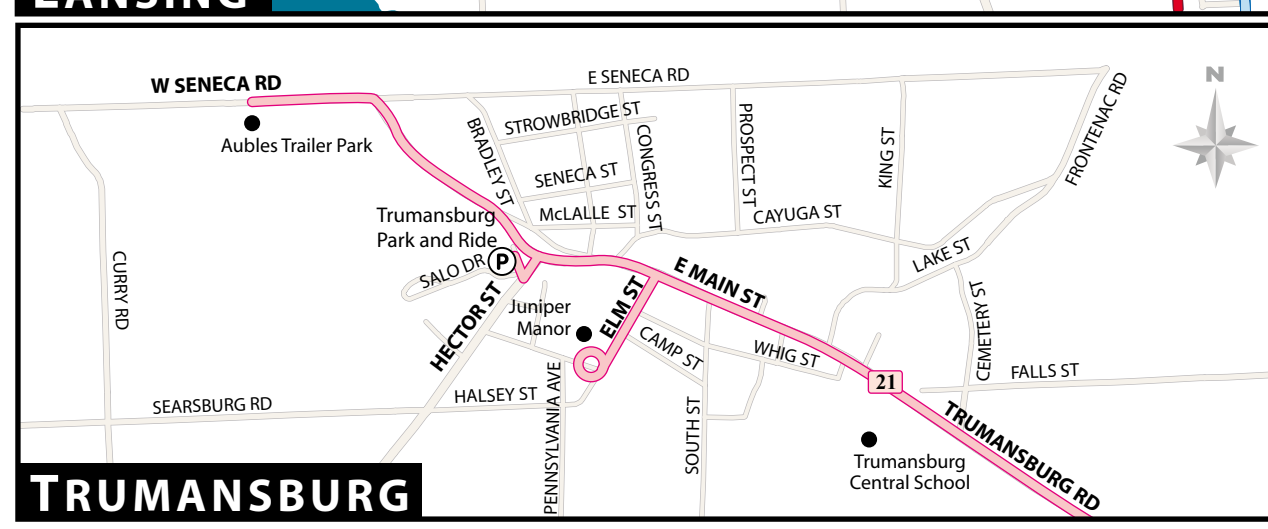 LANSING
W SENECA RD
E SENECA RD
N
Aubles Trailer Park
BRADLEY ST
STROWBRIDGE ST
CONGRESS ST
PROSPECT ST
KING ST
FRONTENAC RD
SENECA ST
McLALLE ST
CAYUGA ST
Trumansburg
Park and Ride
P
SALO DR
LAKE ST
CURRY RD
HECTOR ST
Juniper
Manor
ELM ST
E MAIN ST
CEMETERY ST
CAMP ST
WHIG ST
21
FALLS ST
SEARSBURG RD
HALSEY ST
PENNSYLVANIA AVE
SOUTH ST
TRUMANSBURG RD
Trumansburg
Central School
TRUMANSBURG